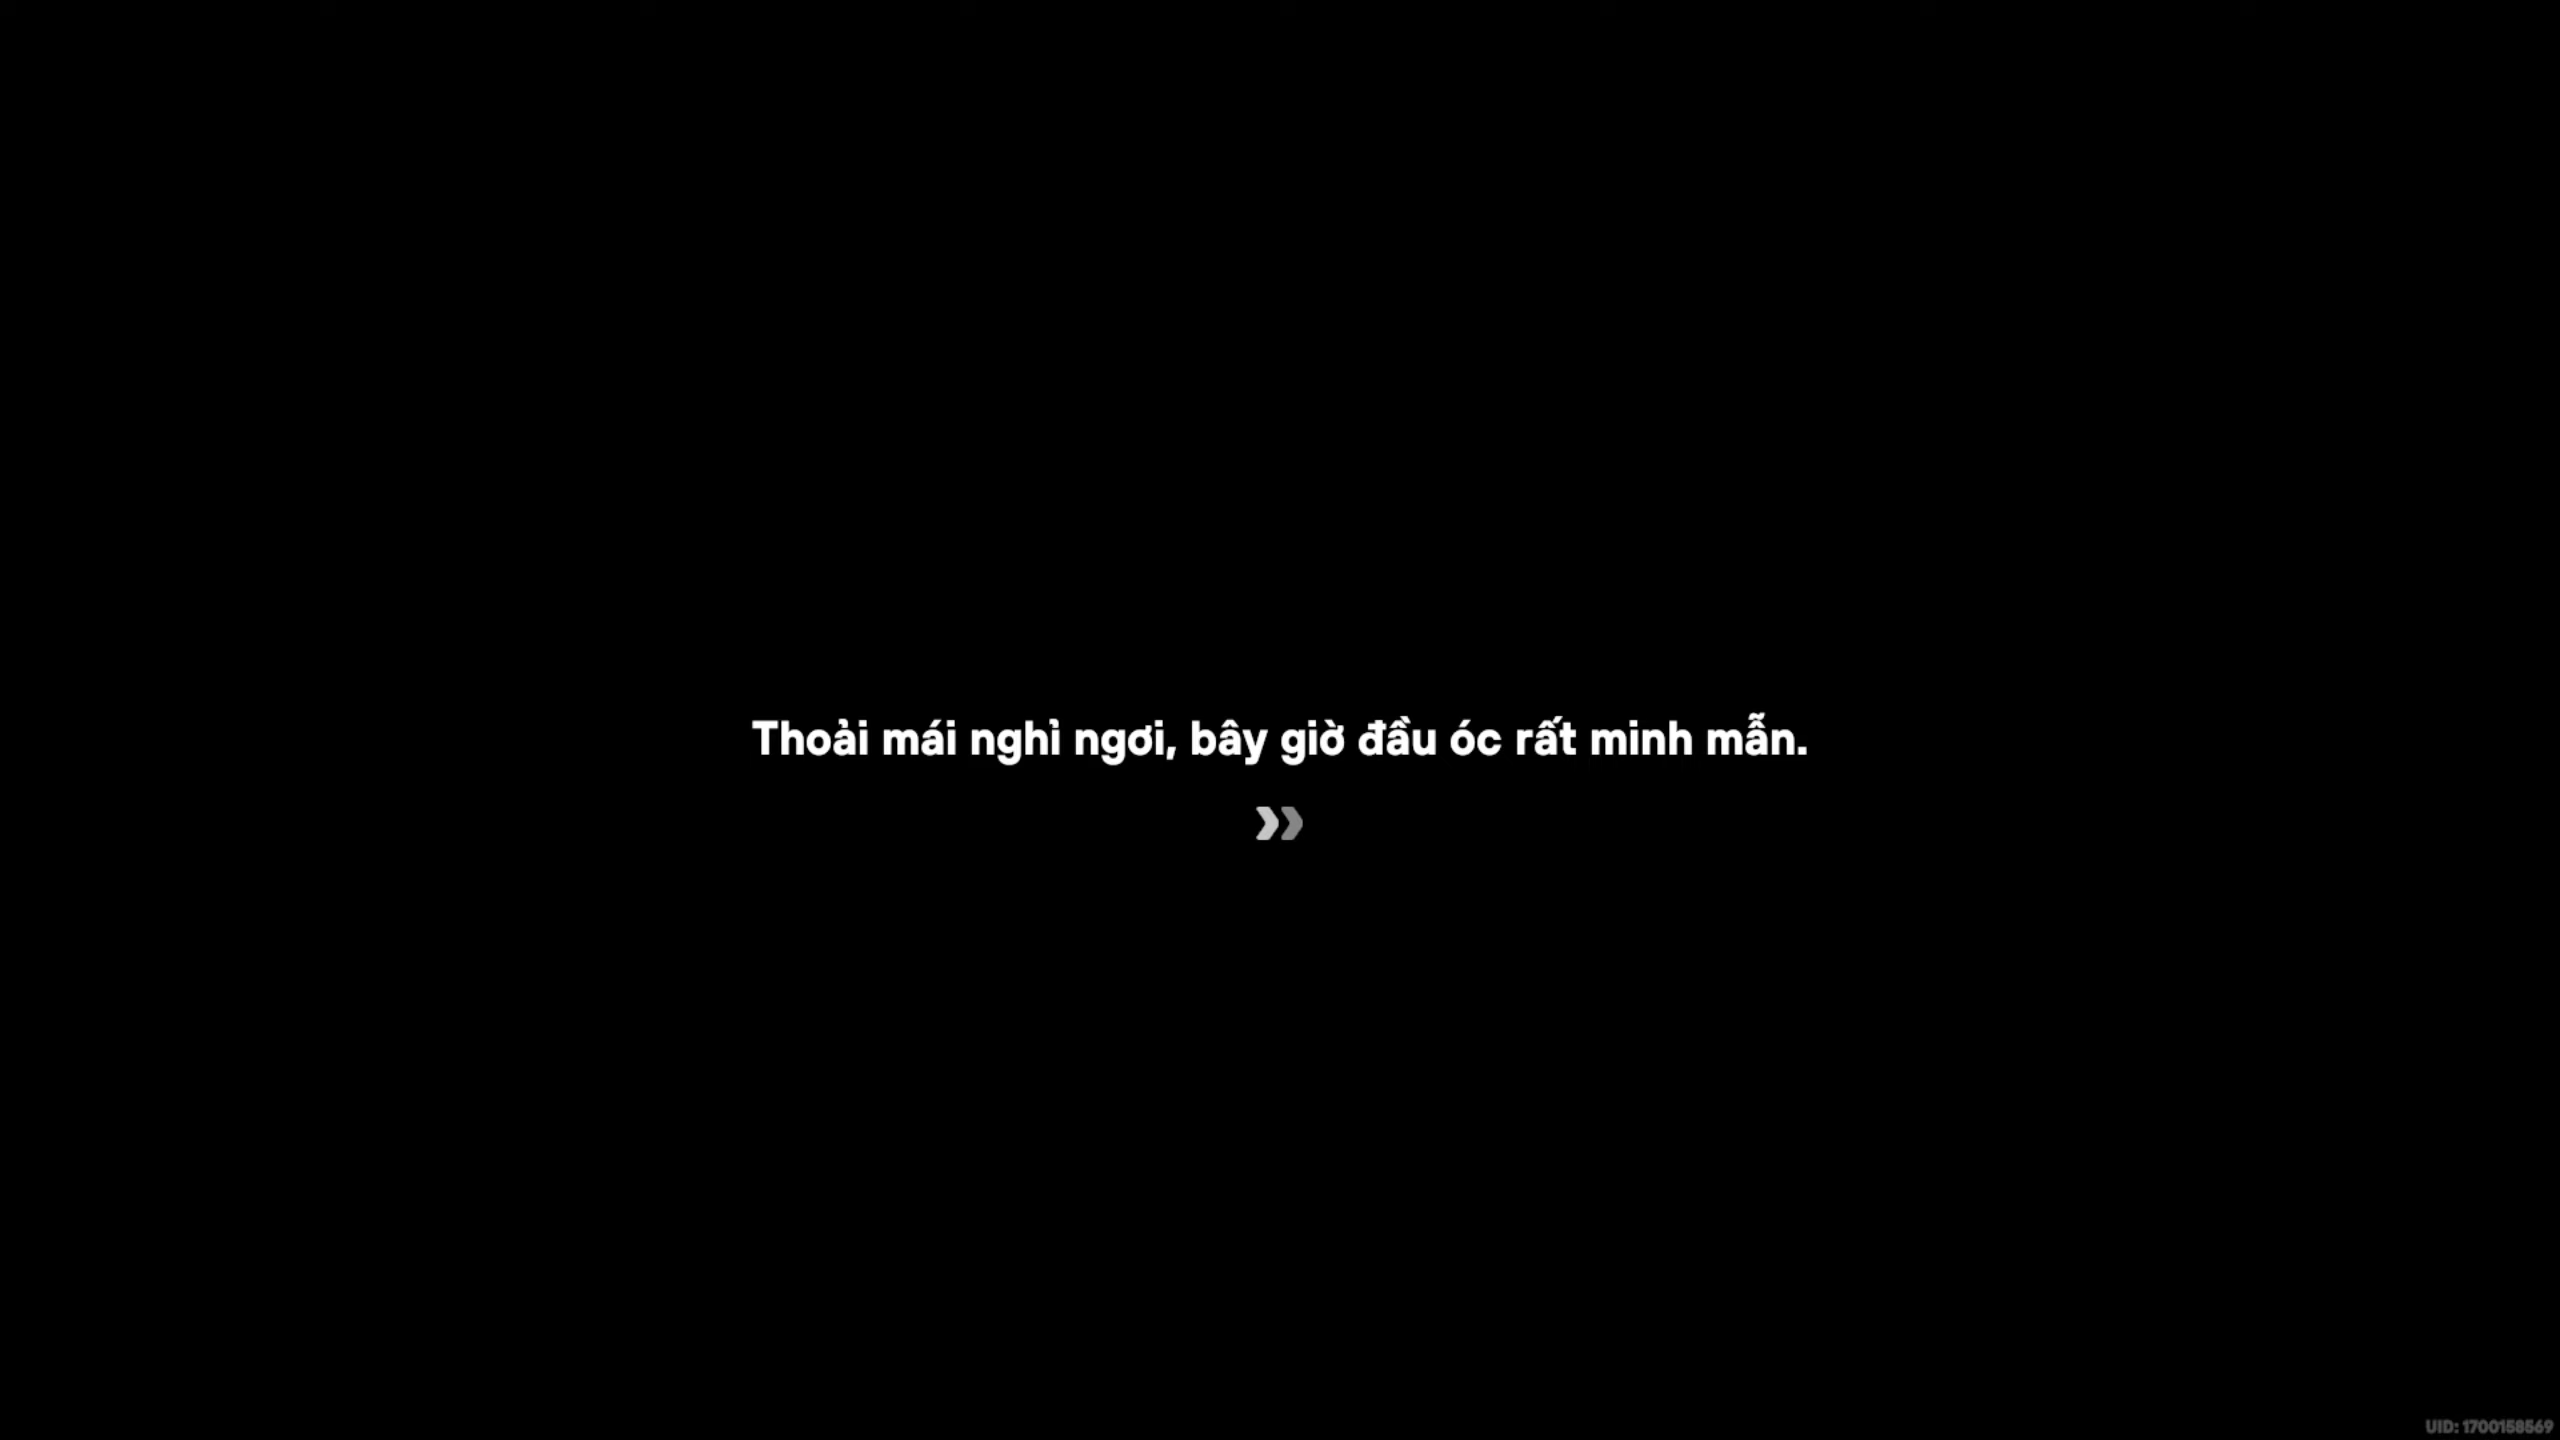 Thoải mái nghỉ ngơi, bây giờ đầu óc rất minh mẫn.
UID: 1700158569